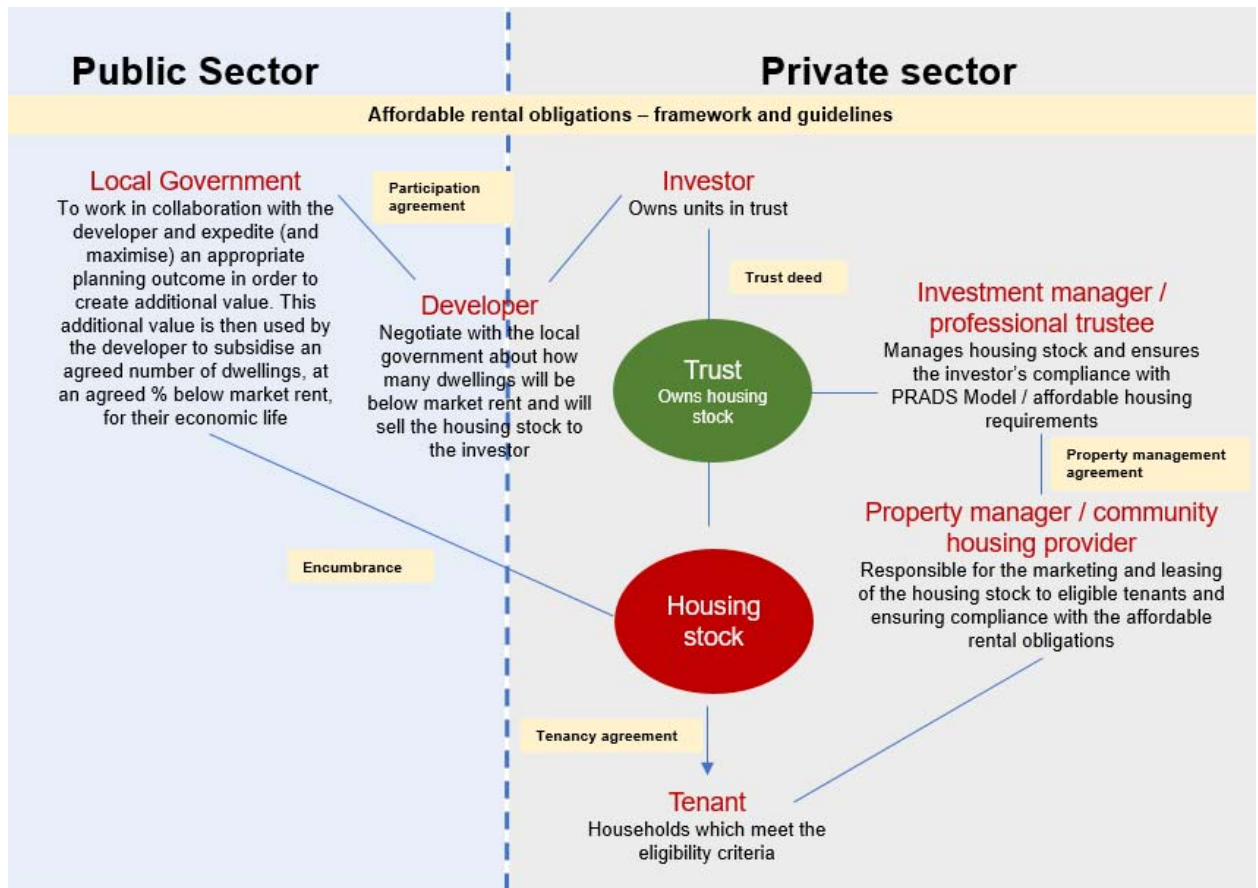 Public Sector
Private sector
Affordable rental obligations – framework and guidelines
Local Government
To work in collaboration with the
developer and expedite (and
maximise) an appropriate
planning outcome in order to
create additional value. This
additional value is then used by
the developer to subsidise an
agreed number of dwellings, at
an agreed % below market rent,
for their economic life
Participation
agreement
Developer
Negotiate with the local
government about how
many dwellings will be
below market rent and will
sell the housing stock to
the investor
Investor
Owns units in trust
Trust deed
Trust
Owns housing
stock
Investment manager /
professional trustee
Manages housing stock and ensures
the investor’s compliance with
PRADS Model / affordable housing
requirements
Property management
agreement
Property manager / community
housing provider
Responsible for the marketing and leasing
of the housing stock to eligible tenants and
ensuring compliance with the affordable
rental obligations
Encumbrance
Housing
stock
Tenancy agreement
Tenant
Households which meet the
eligibility criteria